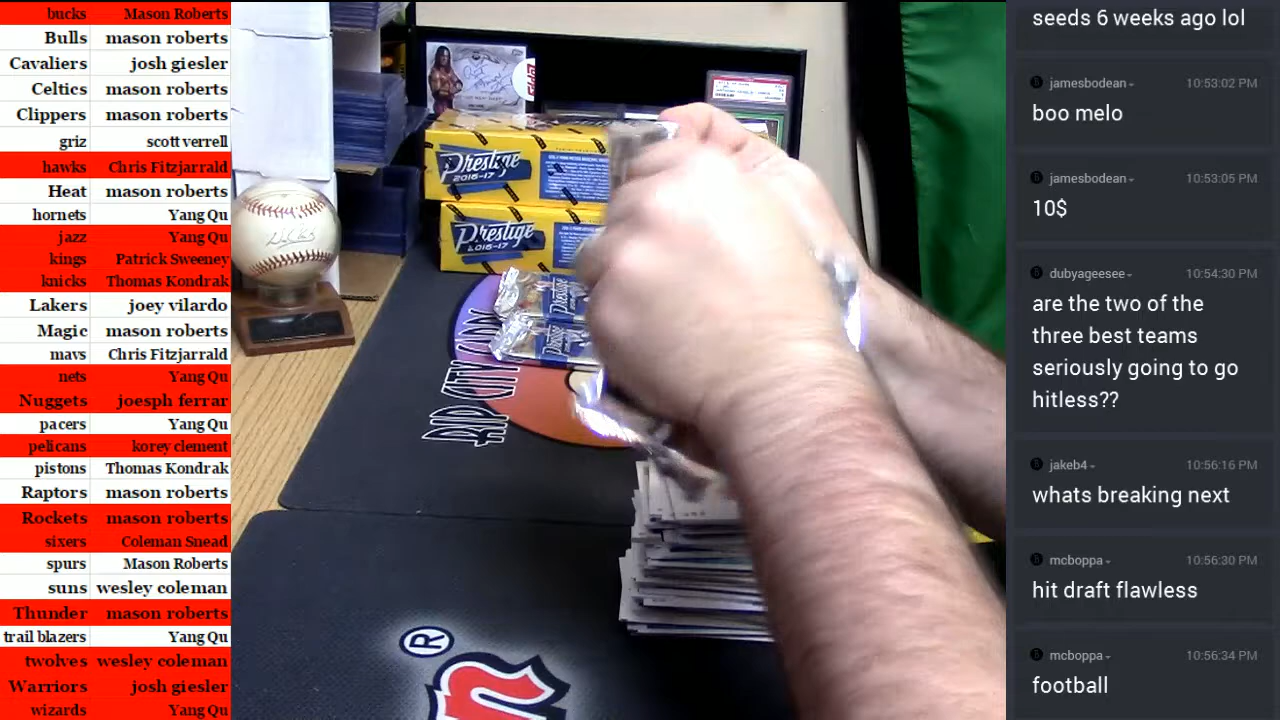 bucks Mason Roberts
Bulls mason roberts
Cavaliers josh giesler
Celtics mason roberts
Clippers mason roberts
griz scott verrell
hawks Chris Fitzjarrald
Heat mason roberts
hornets Yang Qu
jazz Yang Qu
kings Patrick Sweeney
knicks Thomas Kondrak
Lakers joey vilardo
Magic mason roberts
mavs Chris Fitzjarrald
nets Yang Qu
Nuggets joesph ferrar
pacers Yang Qu
pelicans korey clement
pistons Thomas Kondrak
Raptors mason roberts
Rockets mason roberts
sixers Coleman Snead
spurs Mason Roberts
suns wesley coleman
Thunder mason roberts
trail blazers Yang Qu
twolves wesley coleman
Warriors josh giesler
wizards Yang Qu
Prestige
2016-17
Prestige
2016-17
Prestige
Prestige
RIP CITY
®
seeds 6 weeks ago lol
jamesbodean 10:53:02 PM
boo melo
jamesbodean 10:53:05 PM
10$
dubyageesee 10:54:30 PM
are the two of the
three best teams
seriously going to go
hitless??
jakeb4 10:56:16 PM
whats breaking next
mcboppa 10:56:30 PM
hit draft flawless
mcboppa 10:56:34 PM
football